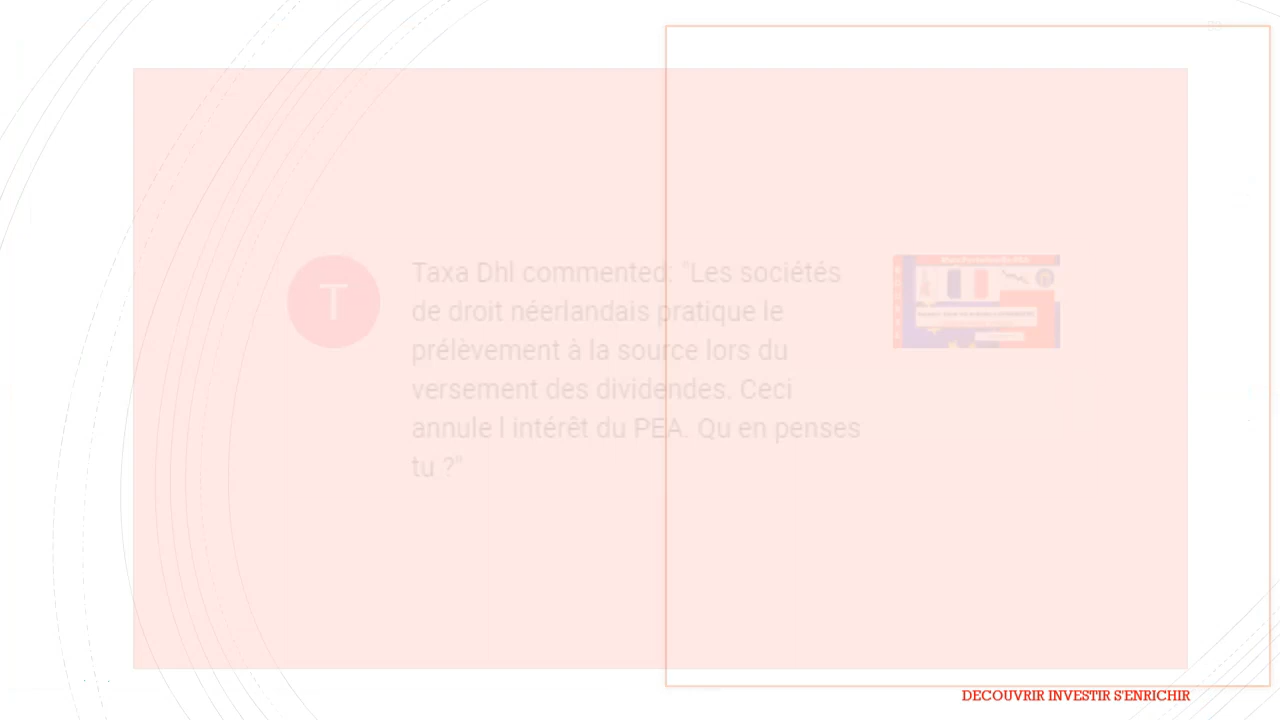 T
Taxa Dhl commented: "Les sociétés
de droit néerlandais pratique le
prélèvement à la source lors du
versement des dividendes. Ceci
annule l intérêt du PEA. Qu en penses
tu ?"
DECOUVRIR INVESTIR S'ENRICHIR